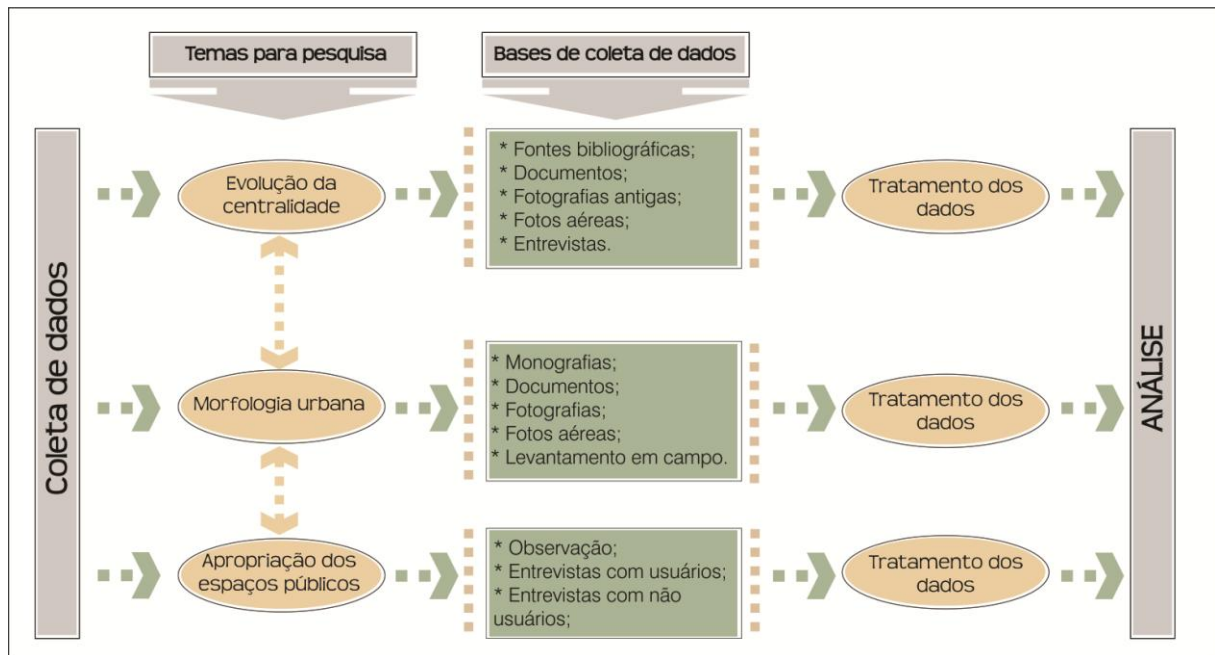 Temas para pesquisa
Bases de coleta de dados
Coleta de dados
Evolução da
centralidade
* Fontes bibliográficas;
* Documentos;
* Fotografias antigas;
* Fotos aéreas;
* Entrevistas.
Tratamento dos
dados
Morfologia urbana
* Monografias;
* Documentos;
* Fotografias;
* Fotos aéreas;
* Levantamento em campo.
Tratamento dos
dados
Apropriação dos
espaços públicos
* Observação;
* Entrevistas com usuários;
* Entrevistas com não
usuários;
Tratamento dos
dados
ANÁLISE